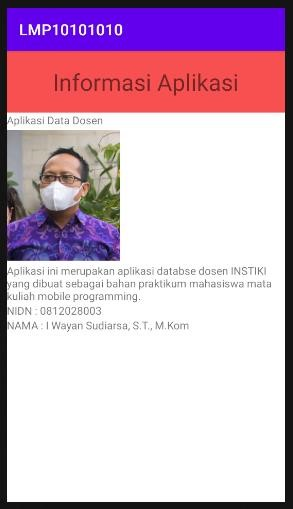 LMP10101010
Informasi Aplikasi
Aplikasi Data Dosen
Aplikasi ini merupakan aplikasi databse dosen INSTIKI
yang dibuat sebagai bahan praktikum mahasiswa mata
kuliah mobile programming.
NIDN : 0812028003
NAMA : I Wayan Sudiarsa, S.T., M.Kom